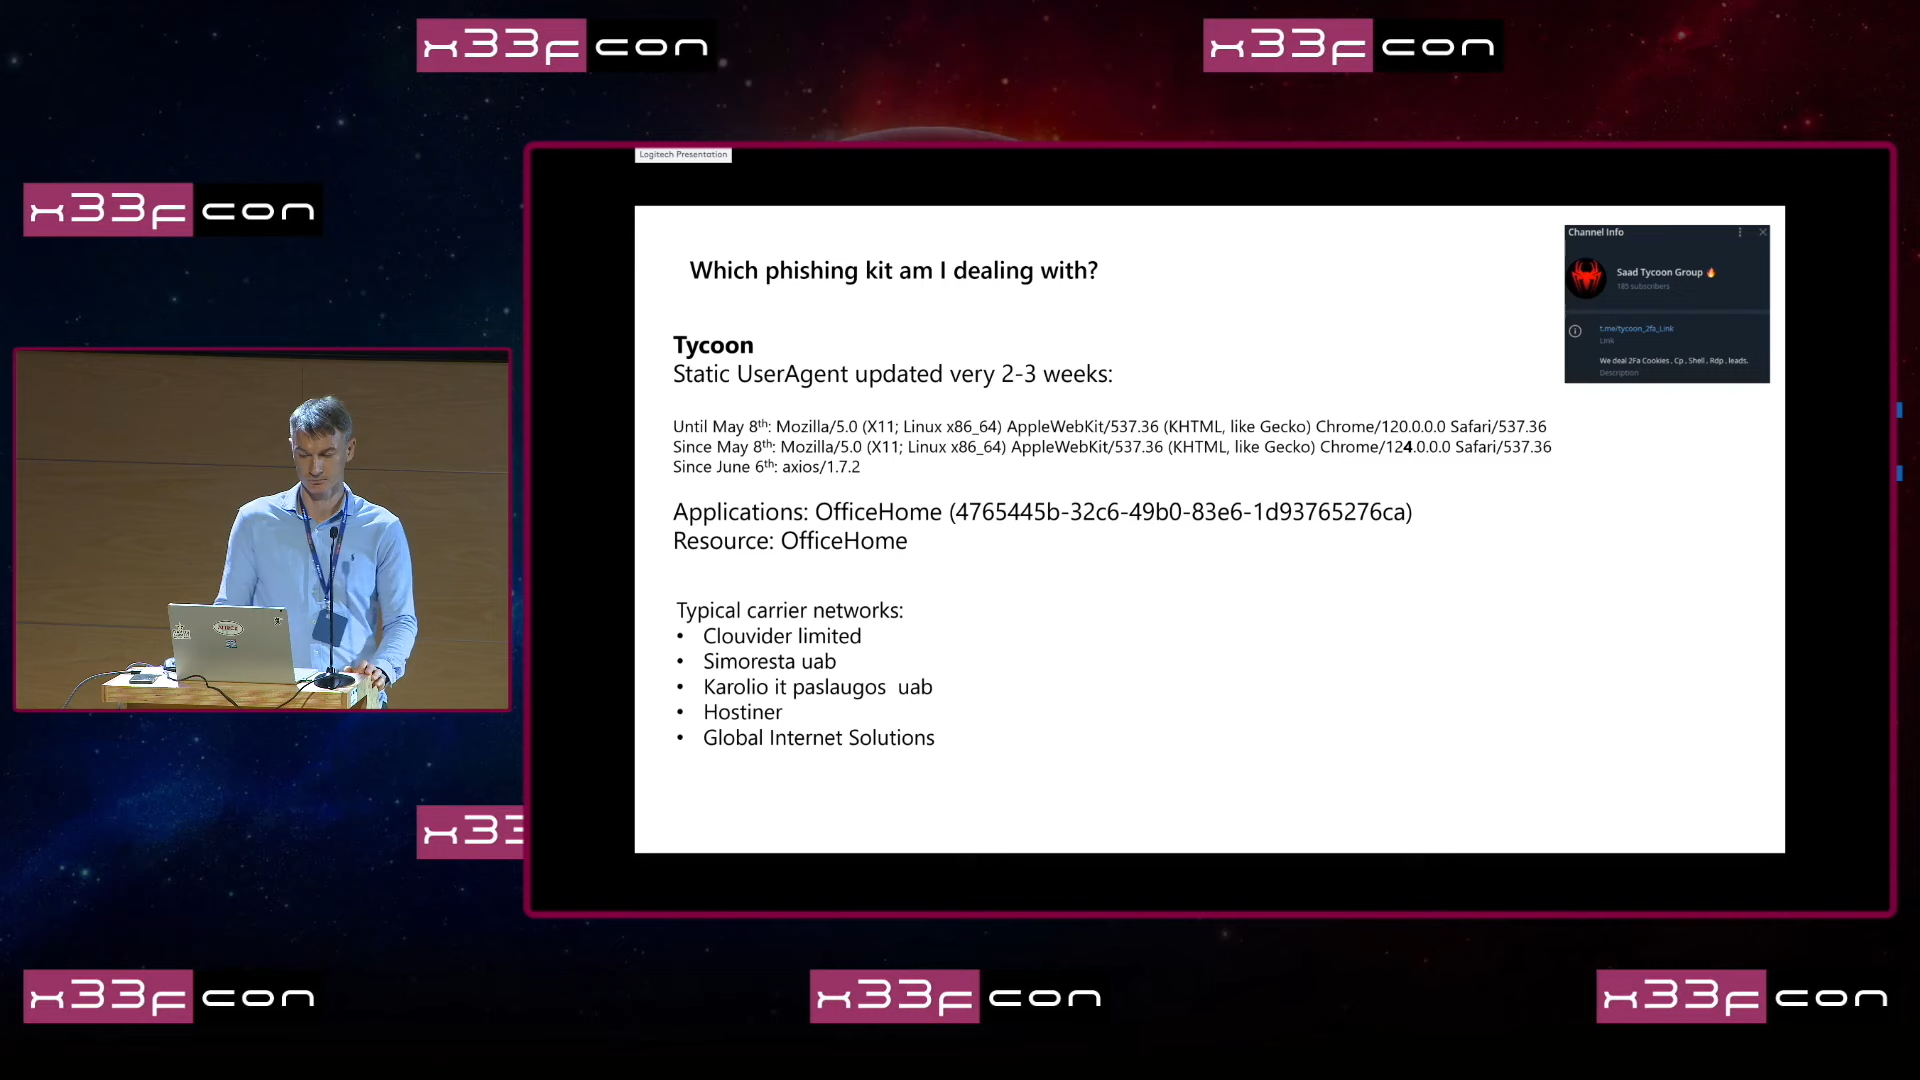 x33fcon
x33fcon
x33fcon
Logitech Presentation
Which phishing kit am I dealing with?
Channel Info
Saad Tycoon Group 🔥
185 subscribers
t.me/tycoon_2fa_Link
Link
We deal 2Fa Cookies . Cp . Shell . Rdp . leads.
Description
Tycoon
Static UserAgent updated very 2-3 weeks:
Until May 8th: Mozilla/5.0 (X11; Linux x86_64) AppleWebKit/537.36 (KHTML, like Gecko) Chrome/120.0.0.0 Safari/537.36
Since May 8th: Mozilla/5.0 (X11; Linux x86_64) AppleWebKit/537.36 (KHTML, like Gecko) Chrome/124.0.0.0 Safari/537.36
Since June 6th: axios/1.7.2
Applications: OfficeHome (4765445b-32c6-49b0-83e6-1d93765276ca)
Resource: OfficeHome
Typical carrier networks:
• Clouvider limited
• Simoresta uab
• Karolio it paslaugos uab
• Hostiner
• Global Internet Solutions
x33
x33fcon
x33fcon
x33fcon